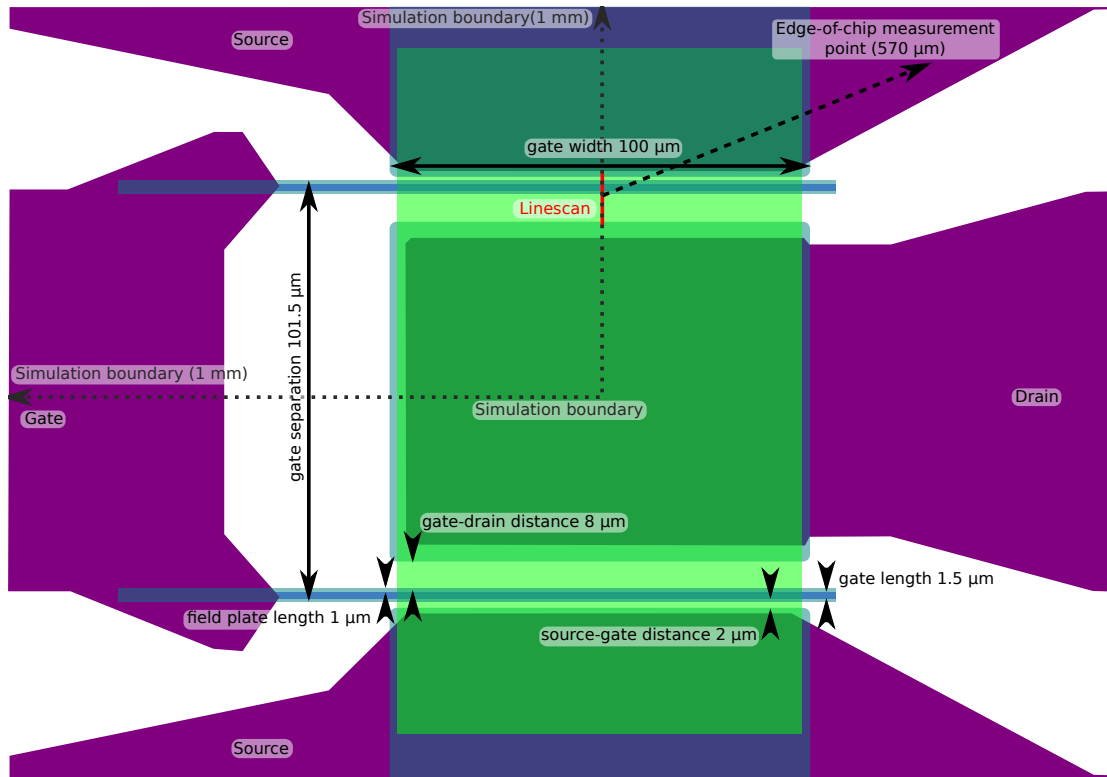 Simulation boundary(1 mm)
Source
Edge-of-chip measurement
point (570 µm)
gate width 100 µm
Linescan
gate separation 101.5 µm
Simulation boundary (1 mm)
Gate
Simulation boundary
Drain
gate-drain distance 8 µm
gate length 1.5 µm
field plate length 1 µm
source-gate distance 2 µm
Source